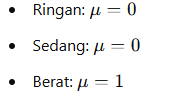 • Ringan: μ = 0
• Sedang: μ = 0
• Berat: μ = 1